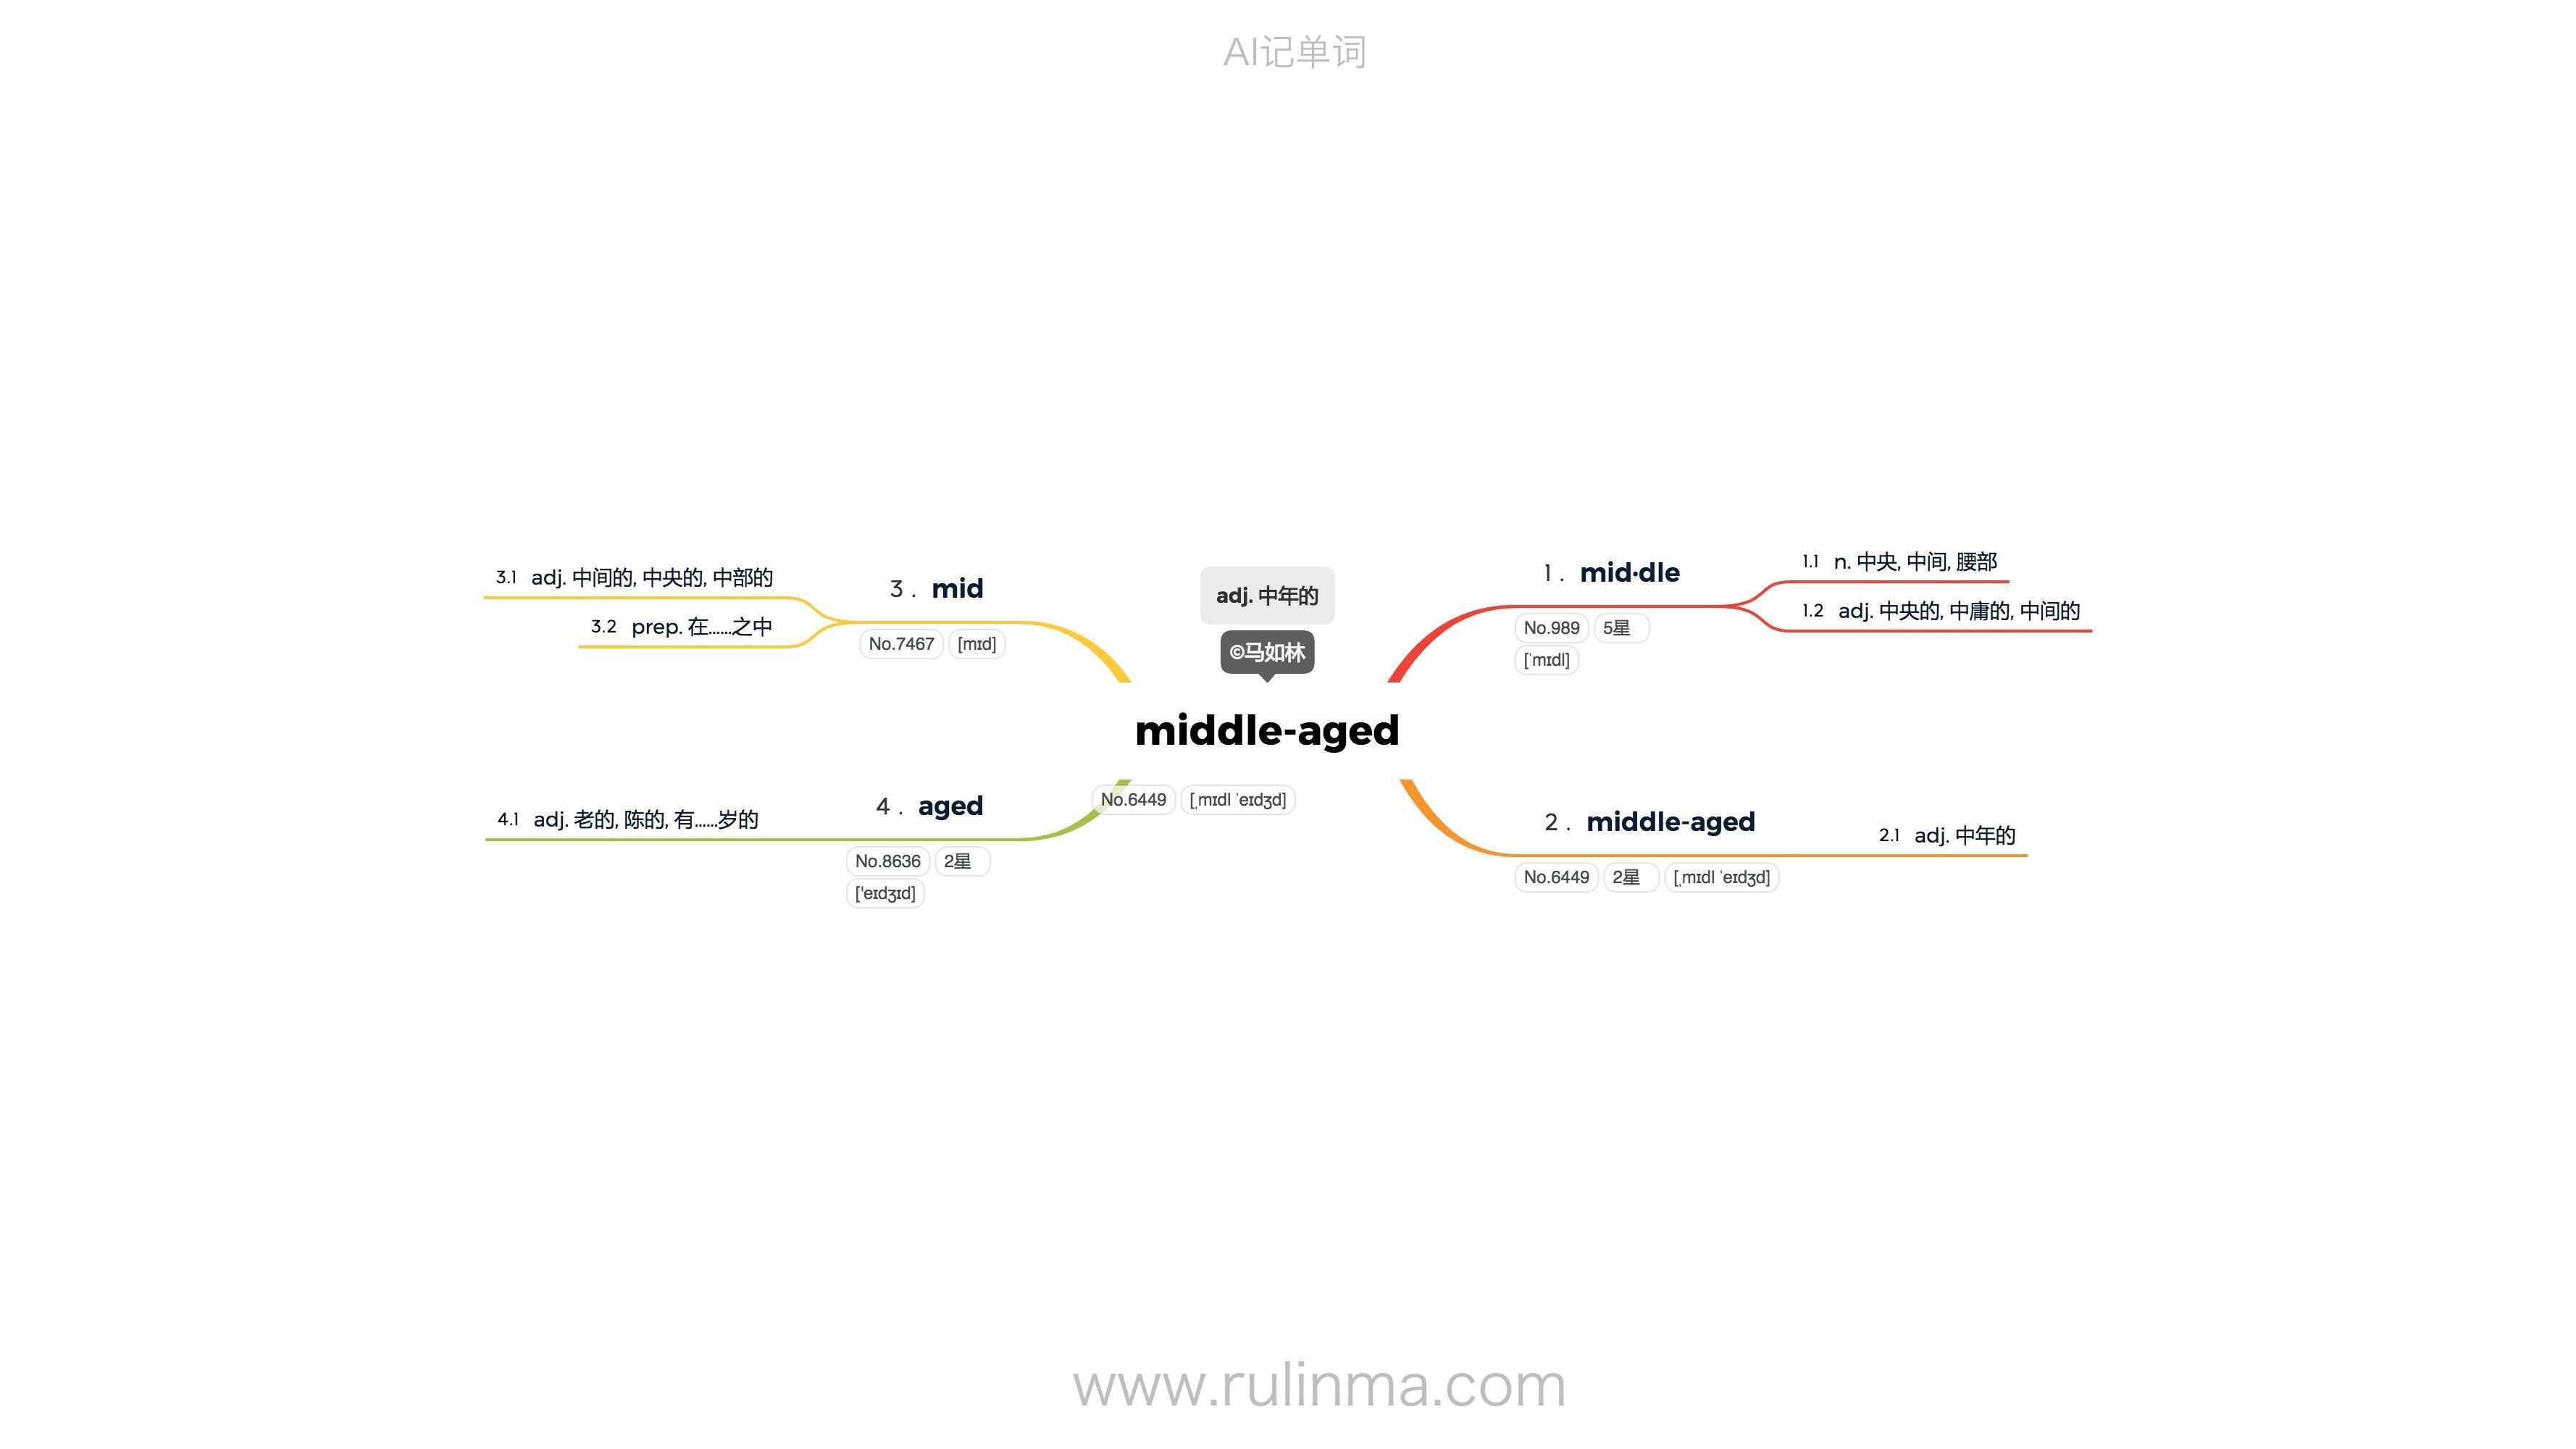 AI记单词
adj. 中年的
©马如林
middle-aged
No.6449 [ˌmɪdl ˈeɪdʒd]
1 . mid·dle
No.989 5星
[ˈmɪdl]
1.1 n. 中央, 中间, 腰部
1.2 adj. 中央的, 中庸的, 中间的
2 . middle-aged
No.6449 2星 [ˌmɪdl ˈeɪdʒd]
2.1 adj. 中年的
3 . mid
No.7467 [mɪd]
3.1 adj. 中间的, 中央的, 中部的
3.2 prep. 在......之中
4 . aged
No.8636 2星
['eɪdʒɪd]
4.1 adj. 老的, 陈的, 有......岁的
www.rulinma.com